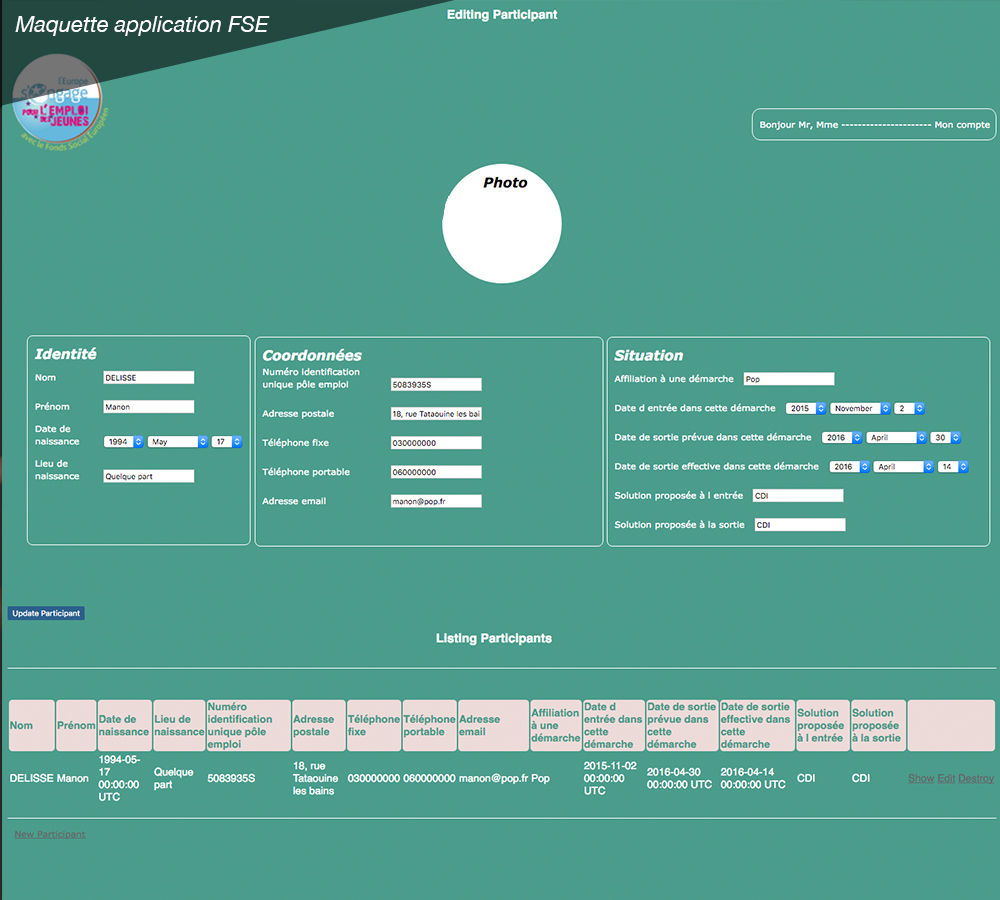 Maquette application FSE
Editing Participant
l'Europe
s'engage
POUR L'EMPLOI
DES JEUNES
avec le Fonds Social Européen
Bonjour Mr, Mme ---------------------- Mon compte
Photo
Identité
Nom DELISSE
Prénom Manon
Date de
naissance 1994 May 17
Lieu de
naissance Quelque part
Coordonnées
Numéro identification
unique pôle emploi 5083935S
Adresse postale 18, rue Tataouine les bai
Téléphone fixe 030000000
Téléphone portable 060000000
Adresse email manon@pop.fr
Situation
Affiliation à une démarche Pop
Date d entrée dans cette démarche 2015 November 2
Date de sortie prévue dans cette démarche 2016 April 30
Date de sortie effective dans cette démarche 2016 April 14
Solution proposée à l entrée CDI
Solution proposée à la sortie CDI
Update Participant
Listing Participants
Nom
Prénom
Date de
naissance
Lieu de
naissance
Numéro
identification
unique pôle
emploi
Adresse
postale
Téléphone
fixe
Téléphone
portable
Adresse
email
Affiliation
à une
démarche
Date d
entrée dans
cette
démarche
Date de sortie
prévue dans
cette
démarche
Date de sortie
effective dans
cette
démarche
Solution
proposée
à l entrée
Solution
proposée
à la sortie
DELISSE
Manon
1994-05-
17
00:00:00
UTC
Quelque
part
5083935S
18, rue
Tataouine
les bains
030000000
060000000
manon@pop.fr
Pop
2015-11-02
00:00:00
UTC
2016-04-30
00:00:00 UTC
2016-04-14
00:00:00 UTC
CDI
CDI
Show Edit Destroy
New Participant